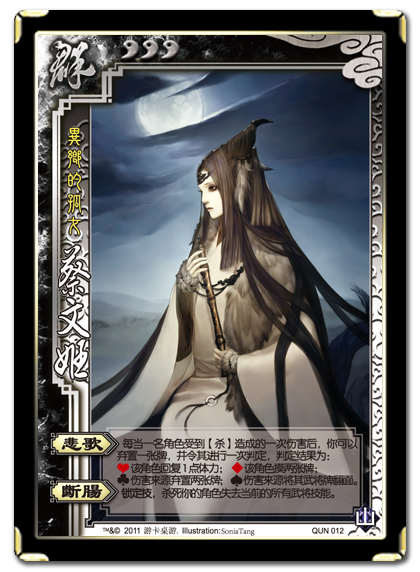 群
異鄉的孤女
蔡文姬
悲歌
每当一名角色受到【杀】造成的一次伤害后，你可以
弃置一张牌，并令其进行一次判定，判定结果为：
♥该角色回复1点体力；♦该角色摸两张牌；
♣伤害来源弃置两张牌；♠伤害来源将其武将牌翻面。
断腸
锁定技，杀死你的角色失去当前的所有武将技能。
山
™&© 2011 游卡桌游. Illustration:SoniaTang
QUN 012